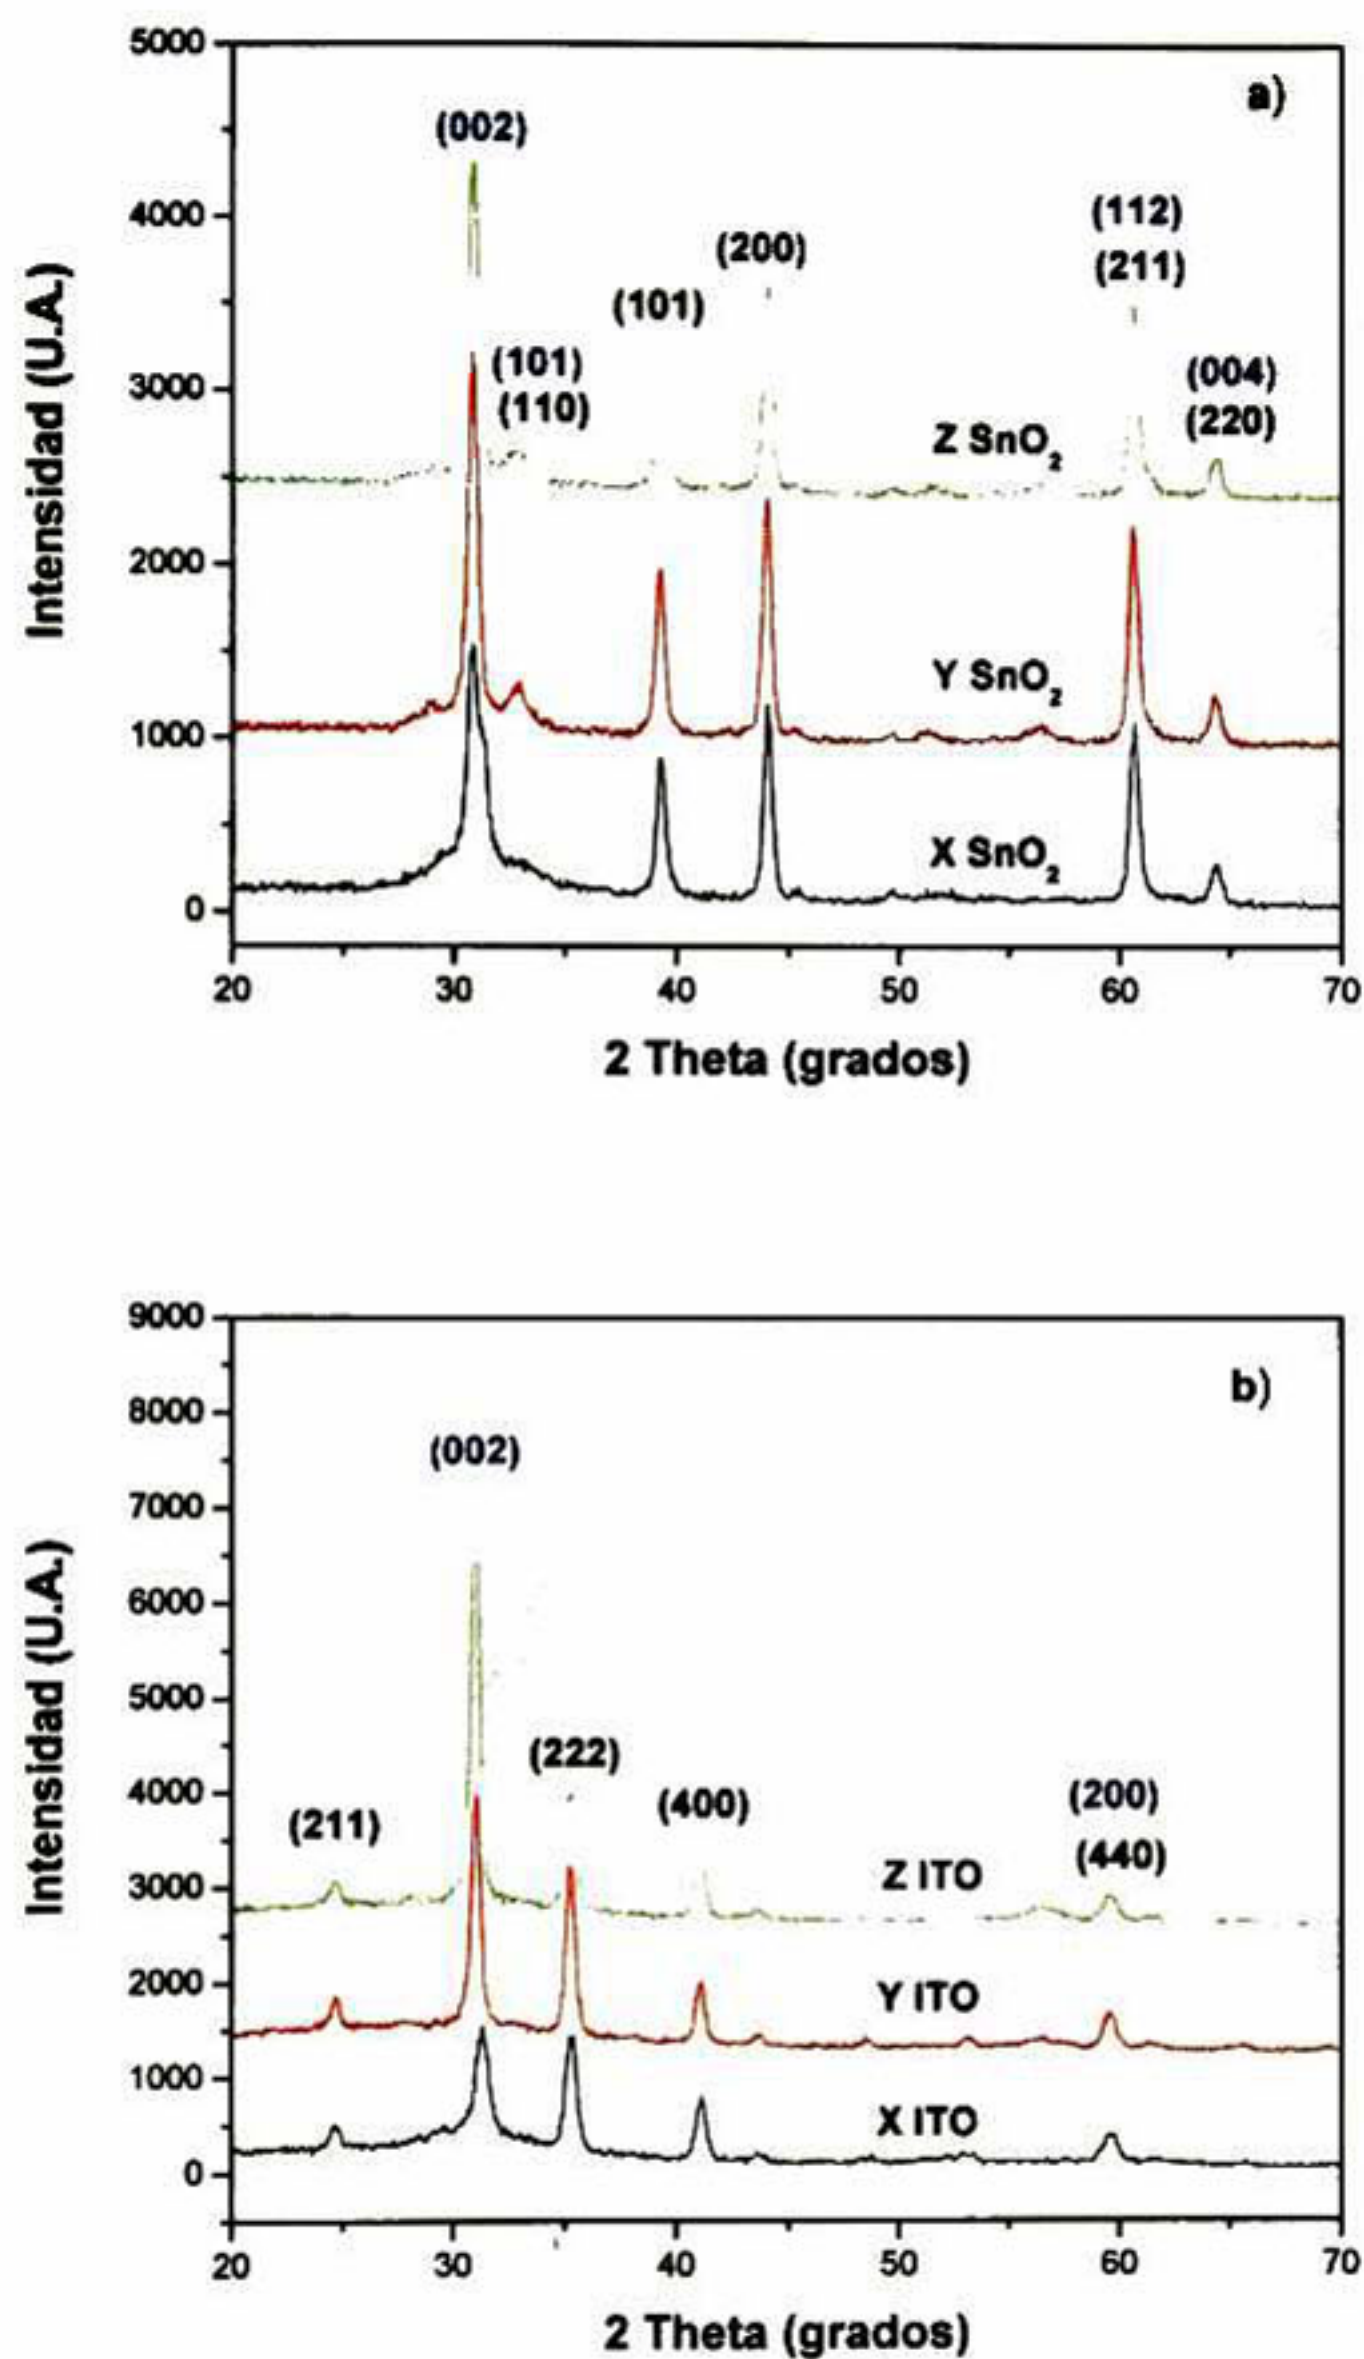 a)
5000
4000
3000
2000
1000
0
Intensidad (U.A.)
(002)
(101)
(110)
(101)
(200)
(112)
(211)
(004)
(220)
Z SnO₂
Y SnO₂
X SnO₂
20 30 40 50 60 70
2 Theta (grados)
b)
9000
8000
7000
6000
5000
4000
3000
2000
1000
0
Intensidad (U.A.)
(211)
(002)
(222)
(400)
(200)
(440)
Z ITO
Y ITO
X ITO
20 30 40 50 60 70
2 Theta (grados)